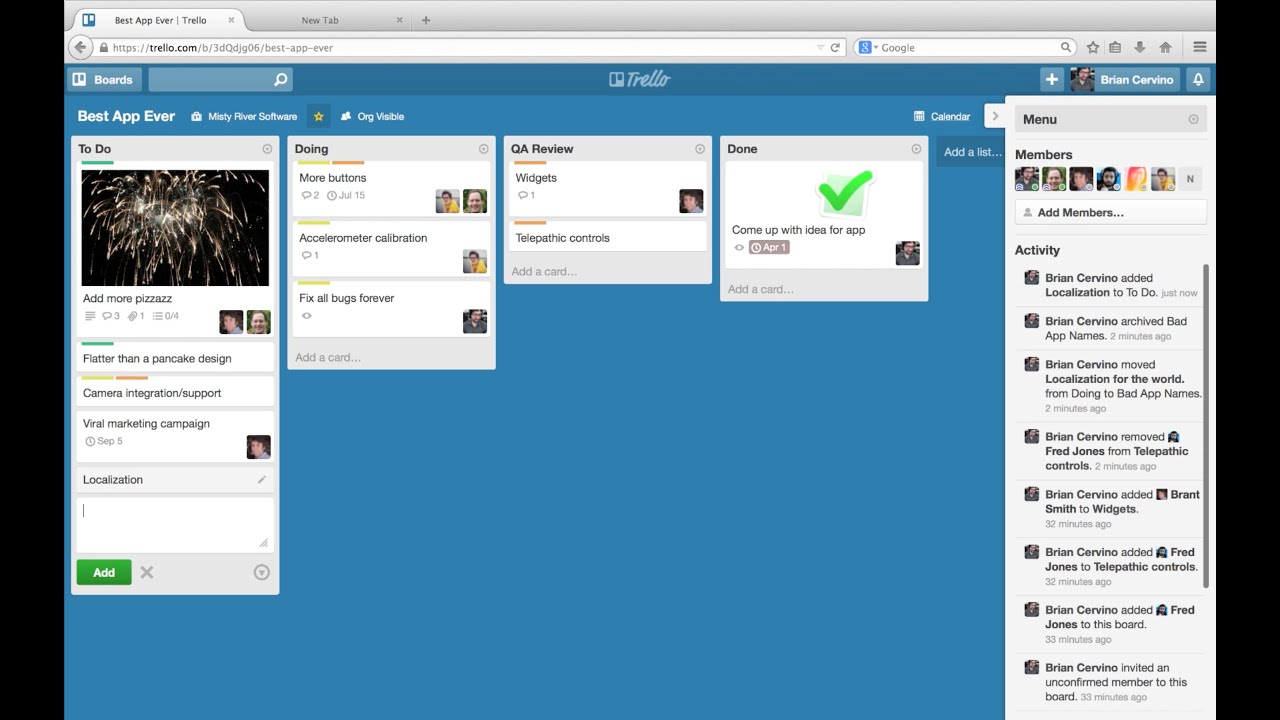 Best App Ever | Trello
New Tab
https://trello.com/b/3dQdjg06/best-app-ever
Google
Boards
Trello
Brian Cervino
Best App Ever
Misty River Software
Org Visible
Calendar
To Do
Add more pizzazz
3 1 0/4
Flatter than a pancake design
Camera integration/support
Viral marketing campaign
Sep 5
Localization
Add
Doing
More buttons
2 Jul 15
Accelerometer calibration
1
Fix all bugs forever
Add a card…
QA Review
Widgets
1
Telepathic controls
Add a card…
Done
Come up with idea for app
Apr 1
Add a card…
Add a list…
Menu
Members
N
Add Members…
Activity
Brian Cervino added
Localization to To Do. just now
Brian Cervino archived Bad
App Names. 2 minutes ago
Brian Cervino moved
Localization for the world.
from Doing to Bad App Names.
2 minutes ago
Brian Cervino removed
Fred Jones from Telepathic
controls. 2 minutes ago
Brian Cervino added Brant
Smith to Widgets.
32 minutes ago
Brian Cervino added Fred
Jones to Telepathic controls.
32 minutes ago
Brian Cervino added Fred
Jones to this board.
33 minutes ago
Brian Cervino invited an
unconfirmed member to this
board. 33 minutes ago